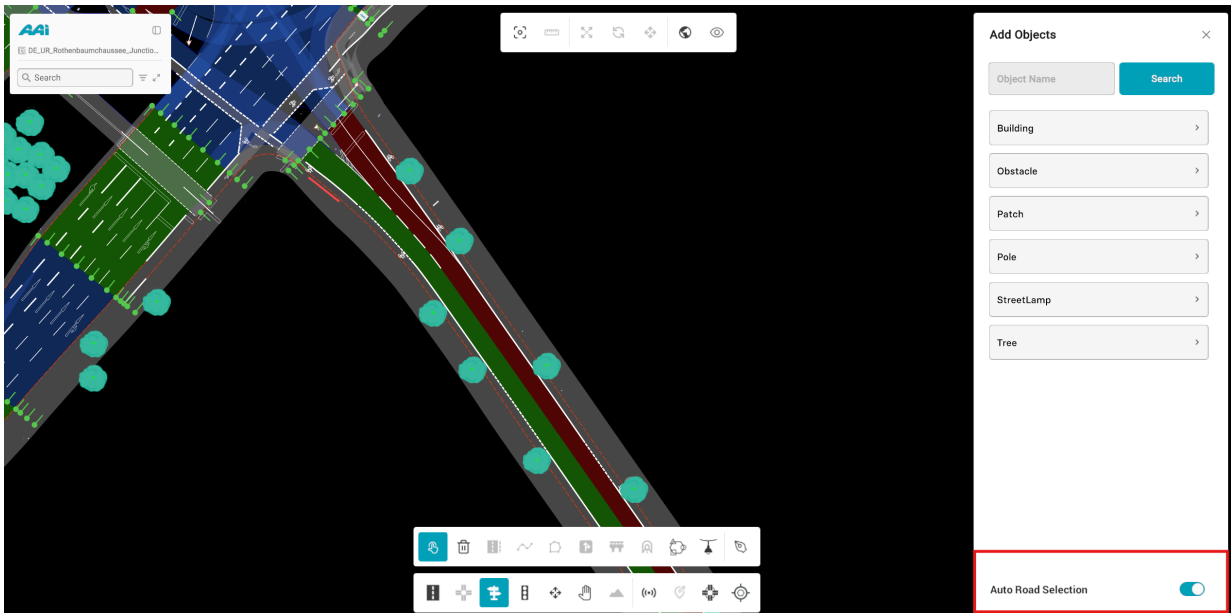 AAi
DE_UR_Rothenbaumchaussee_Junctio...
Search
Add Objects
Object Name
Search
Building
Obstacle
Patch
Pole
StreetLamp
Tree
Auto Road Selection